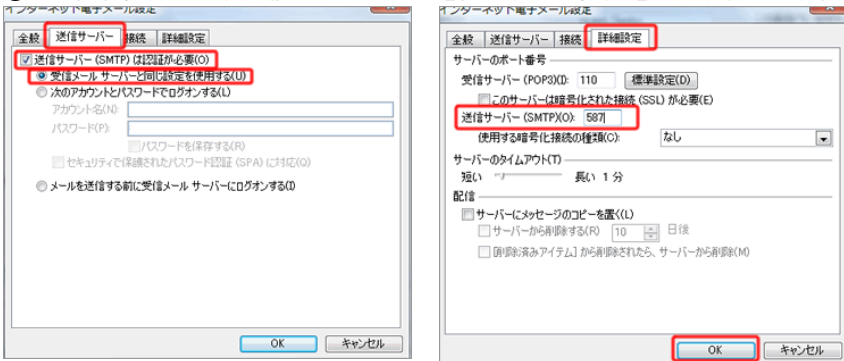 インターネット電子メール設定
全般 送信サーバー 接続 詳細設定
送信サーバー (SMTP) は認証が必要(O)
受信メール サーバーと同じ設定を使用する(U)
次のアカウントとパスワードでログオンする(L)
アカウント名(N):
パスワード(P):
パスワードを保存する(R)
セキュリティで保護されたパスワード認証 (SPA) に対応(Q)
メールを送信する前に受信メール サーバーにログオンする(I)
OK キャンセル
インターネット電子メール設定
全般 送信サーバー 接続 詳細設定
サーバーのポート番号
受信サーバー (POP3)(I): 110 標準設定(D)
このサーバーは暗号化された接続 (SSL) が必要(E)
送信サーバー (SMTP)(O): 587
使用する暗号化接続の種類(C): なし
サーバーのタイムアウト(T)
短い 長い 1 分
配信
サーバーにメッセージのコピーを置く(L)
サーバーから削除する(R) 10 日後
[削除済みアイテム] から削除されたら、サーバーから削除(M)
OK キャンセル